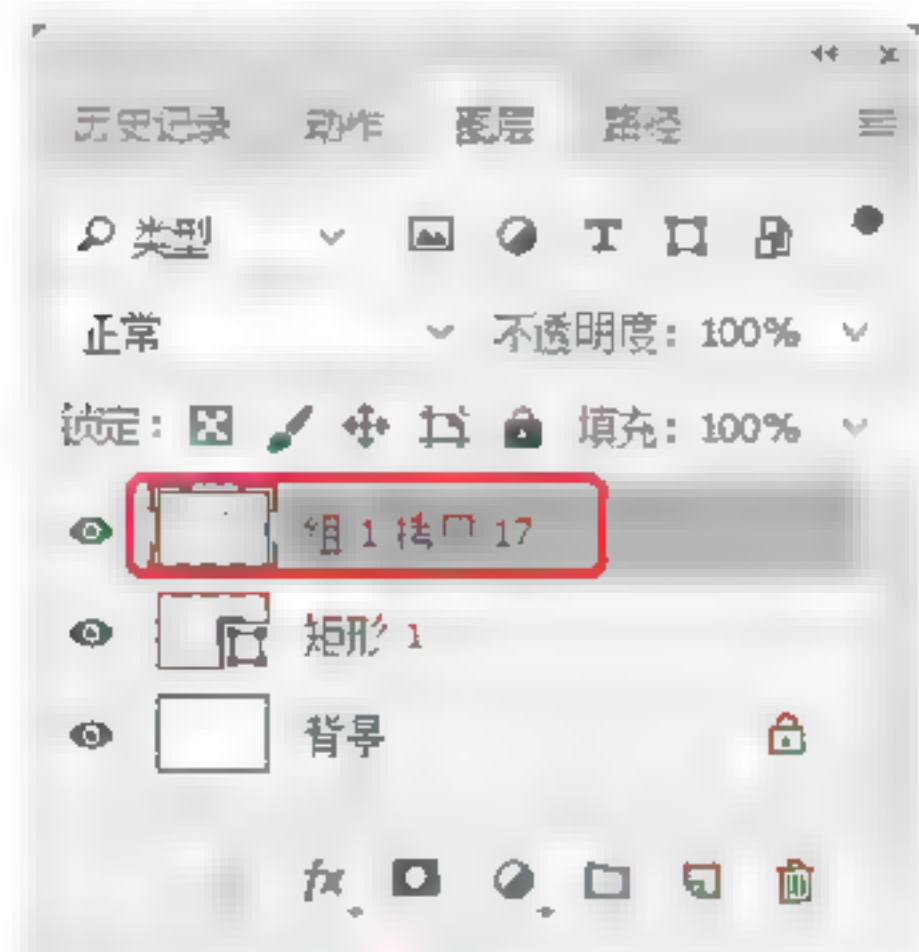 历史记录 动作 图层 路径
类型
正常 不透明度: 100%
锁定: 填充: 100%
组 1 拷贝 17
矩形 1
背景
fx